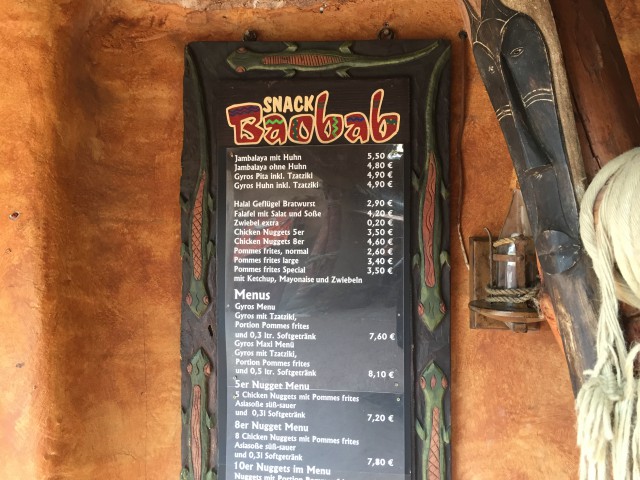 SNACK
Baobab
Jambalaya mit Huhn 5,50 €
Jambalaya ohne Huhn 4,80 €
Gyros Pita inkl. Tzatziki 4,90 €
Gyros Huhn inkl. Tzatziki 4,90 €
Halal Geflügel Bratwurst 2,90 €
Falafel mit Salat und Soße 4,20 €
Zwiebel extra 0,20 €
Chicken Nuggets 5er 3,50 €
Chicken Nuggets 8er 4,60 €
Pommes frites, normal 2,60 €
Pommes frites large 3,40 €
Pommes frites Special 3,50 €
mit Ketchup, Mayonaise und Zwiebeln
Menus
Gyros Menu
Gyros mit Tzatziki,
Portion Pommes frites
und 0,3 ltr. Softgetränk 7,60 €
Gyros Maxi Menü
Gyros mit Tzatziki,
Portion Pommes frites
und 0,5 ltr. Softgetränk 8,10 €
5er Nugget Menu
5 Chicken Nuggets mit Pommes frites
Asiasoße süß-sauer
und 0,3l Softgetränk 7,20 €
8er Nugget Menu
8 Chicken Nuggets mit Pommes frites
Asiasoße süß-sauer
und 0,3l Softgetränk 7,80 €
10er Nuggets im Menu
Nuggets mit Portion